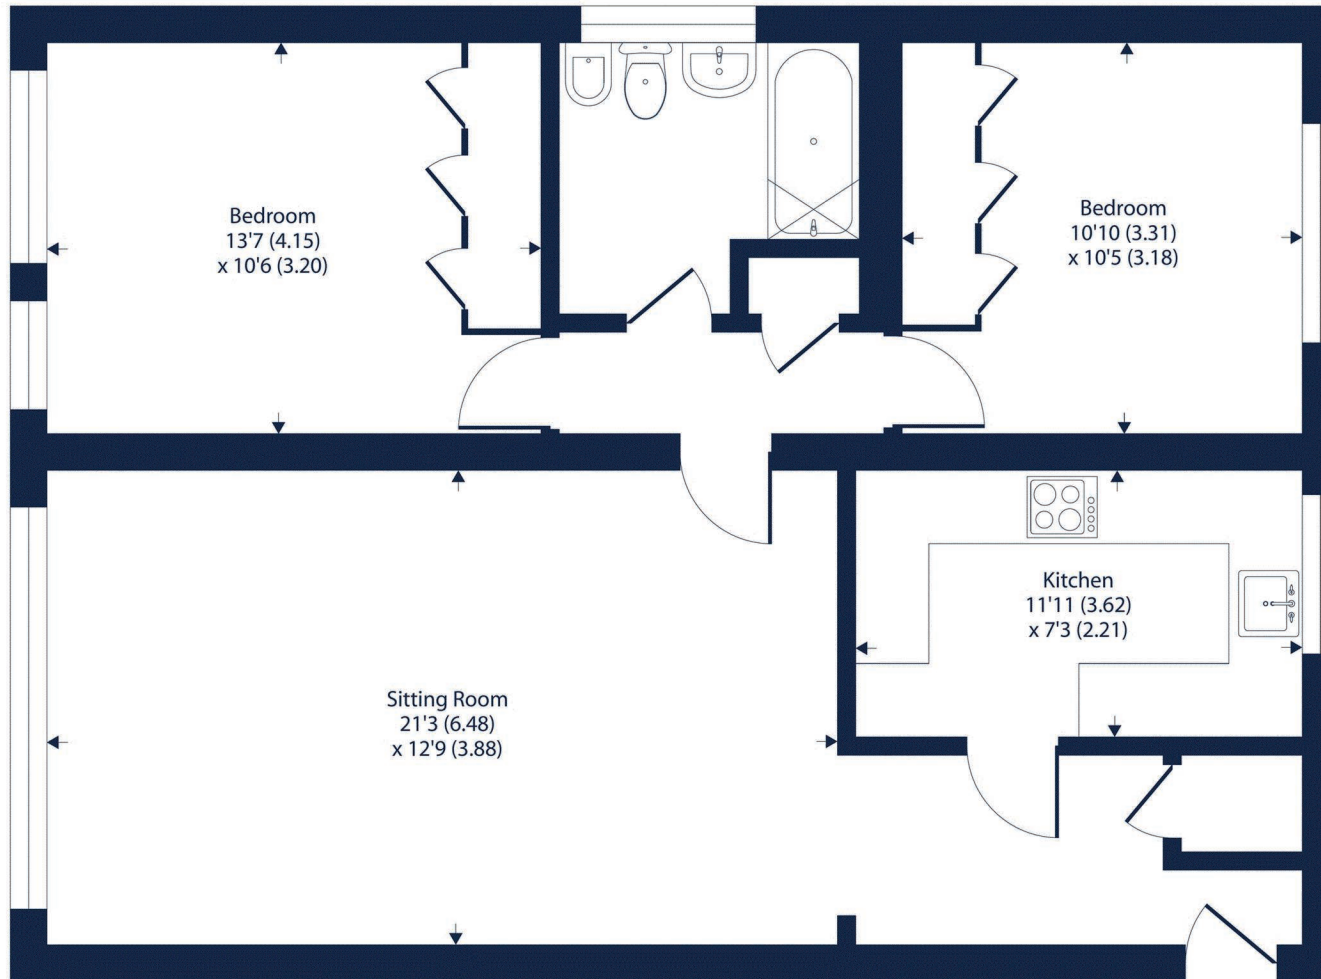 Bedroom
13'7 (4.15)
x 10'6 (3.20)
Bedroom
10'10 (3.31)
x 10'5 (3.18)
Kitchen
11'11 (3.62)
x 7'3 (2.21)
Sitting Room
21'3 (6.48)
x 12'9 (3.88)